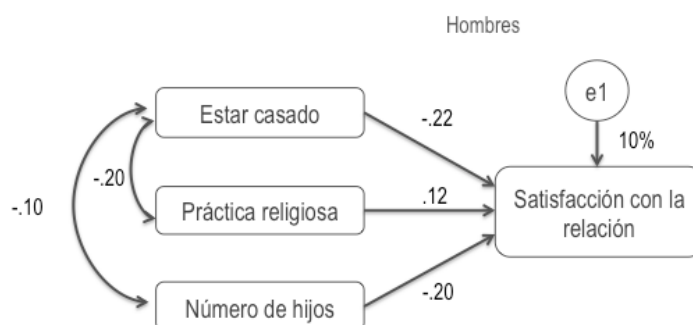 Hombres
e1
10%
Estar casado
-.22
-.20
-.10
Práctica religiosa
.12
Satisfacción con la
relación
Número de hijos
-.20